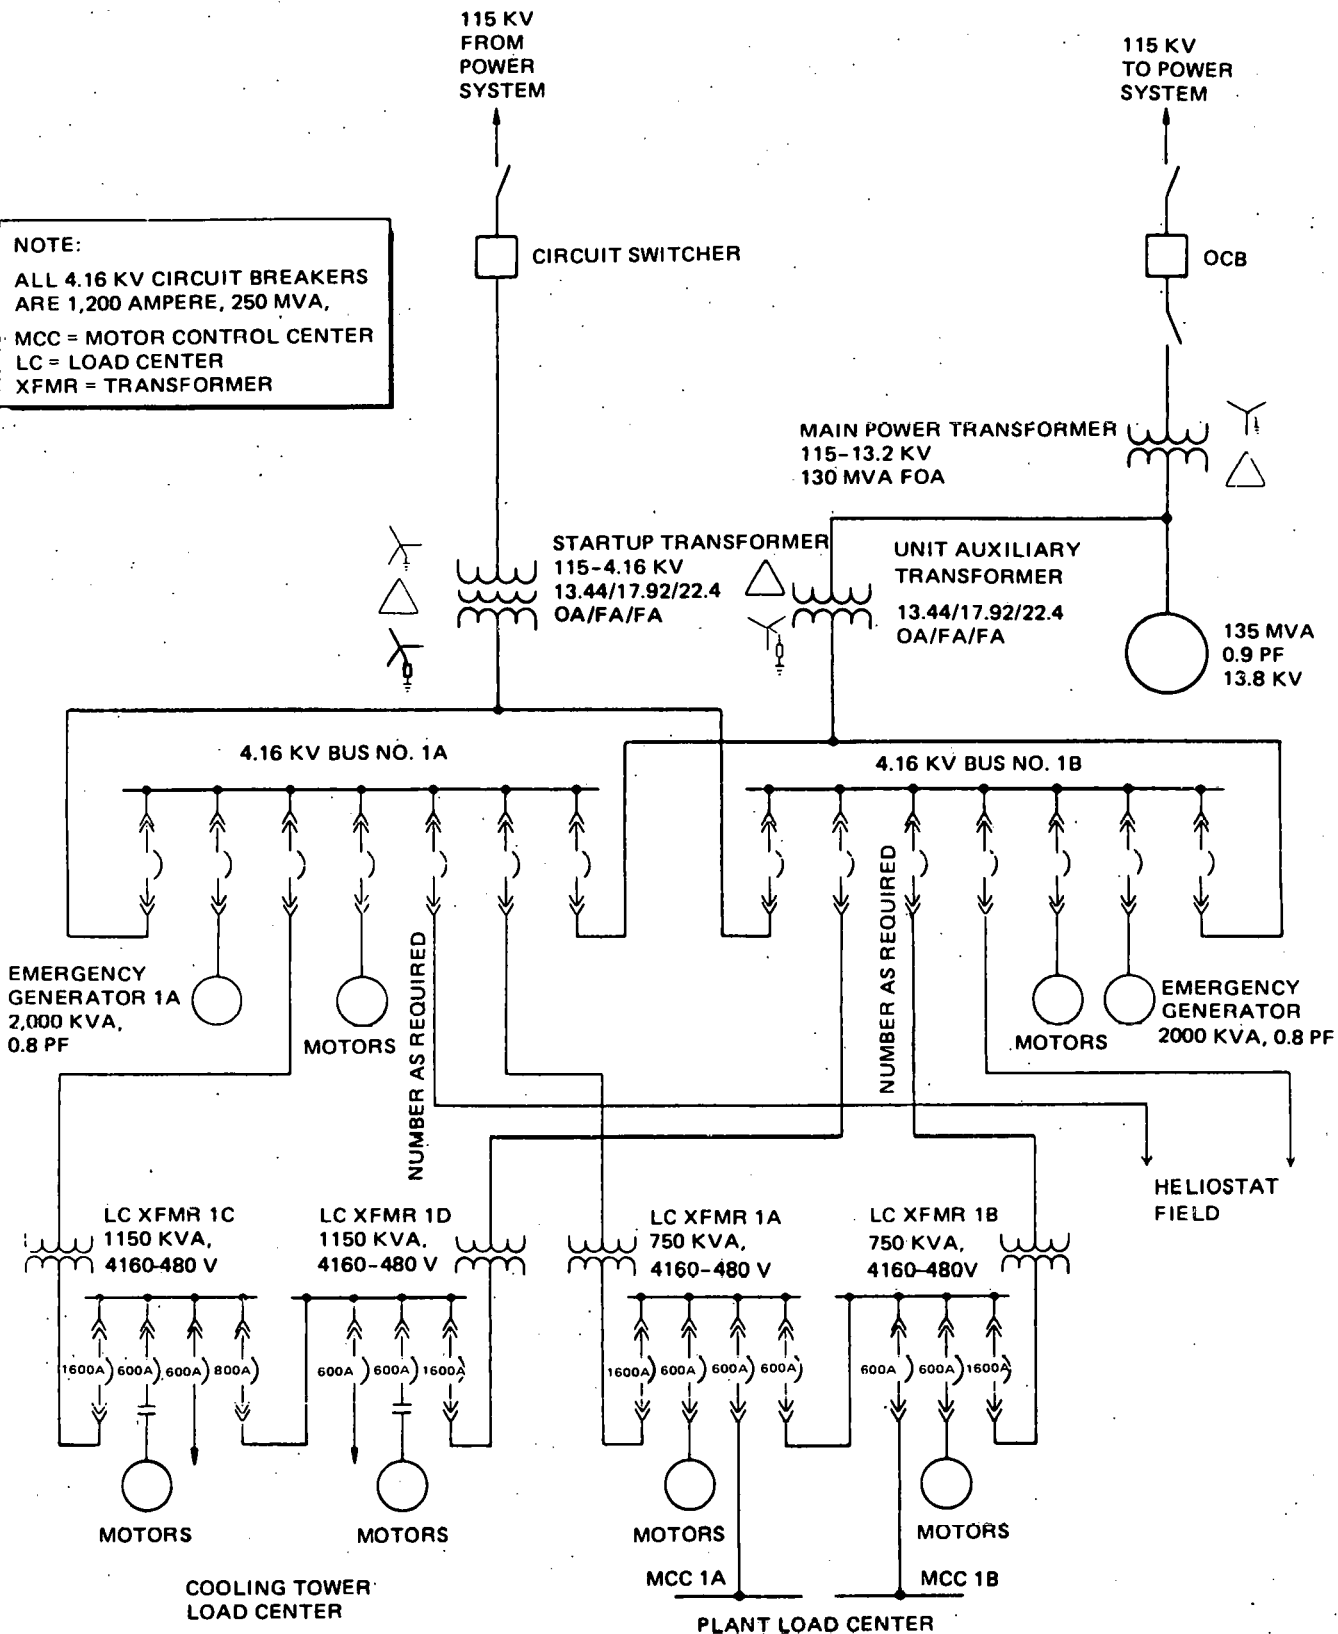 115 KV
FROM
POWER
SYSTEM
115 KV
TO POWER
SYSTEM
NOTE:
ALL 4.16 KV CIRCUIT BREAKERS
ARE 1,200 AMPERE, 250 MVA,
MCC = MOTOR CONTROL CENTER
LC = LOAD CENTER
XFMR = TRANSFORMER
CIRCUIT SWITCHER
OCB
MAIN POWER TRANSFORMER
115-13.2 KV
130 MVA FOA
STARTUP TRANSFORMER
115-4.16 KV
13.44/17.92/22.4
OA/FA/FA
UNIT AUXILIARY
TRANSFORMER
13.44/17.92/22.4
OA/FA/FA
135 MVA
0.9 PF
13.8 KV
4.16 KV BUS NO. 1A
4.16 KV BUS NO. 1B
EMERGENCY
GENERATOR 1A
2,000 KVA,
0.8 PF
MOTORS
NUMBER AS REQUIRED
NUMBER AS REQUIRED
MOTORS
EMERGENCY
GENERATOR
2000 KVA, 0.8 PF
HELIOSTAT
FIELD
LC XFMR 1C
1150 KVA,
4160-480 V
LC XFMR 1D
1150 KVA,
4160-480 V
LC XFMR 1A
750 KVA,
4160-480 V
LC XFMR 1B
750 KVA,
4160-480V
1600A 600A 600A 800A
600A 600A 1600A
1600A 600A 600A 600A
600A 600A 1600A
MOTORS
MOTORS
MOTORS
MOTORS
COOLING TOWER
LOAD CENTER
MCC 1A
MCC 1B
PLANT LOAD CENTER